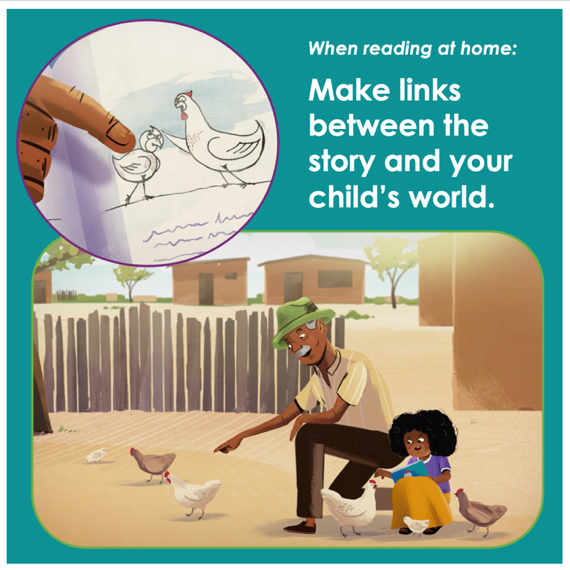 When reading at home:
Make links
between the
story and your
child's world.